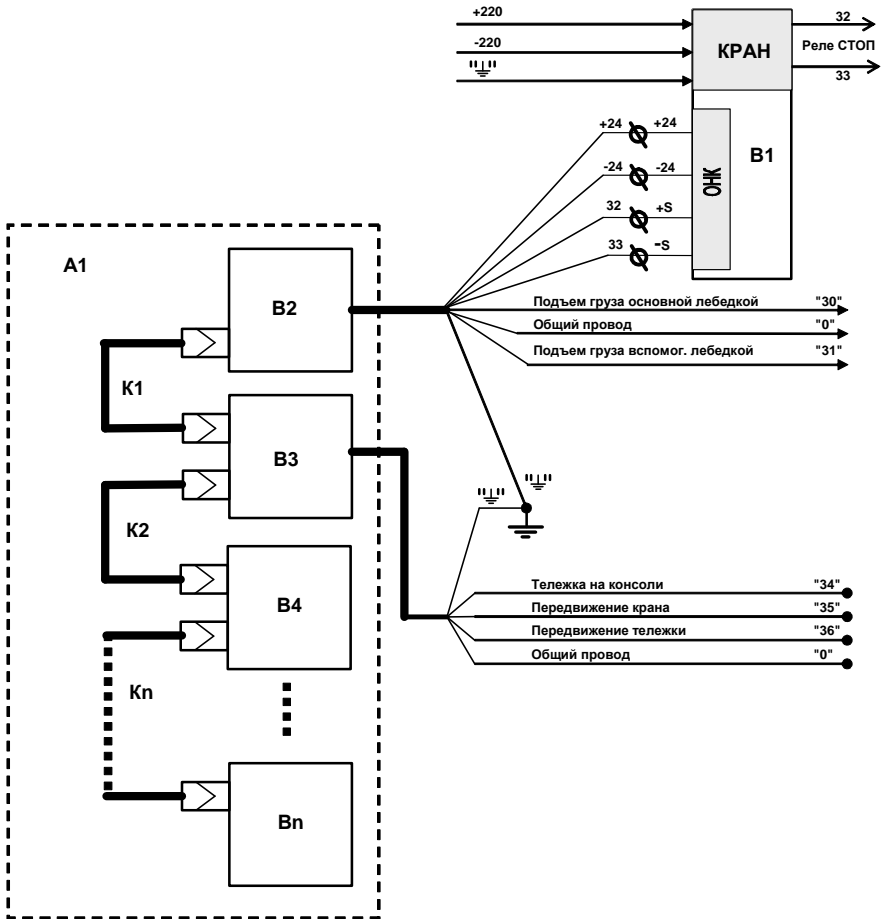 +220
32
-220
КРАН
Реле СТОП
"⏚"
33
+24 +24
В1
-24 -24
ОНК
32 +S
33 -S
А1
В2
Подъем груза основной лебедкой "30"
Общий провод "0"
Подъем груза вспомог. лебедкой "31"
К1
В3
"⏚" "⏚"
К2
В4
Тележка на консоли "34"
Передвижение крана "35"
Передвижение тележки "36"
Общий провод "0"
Кn
Вn